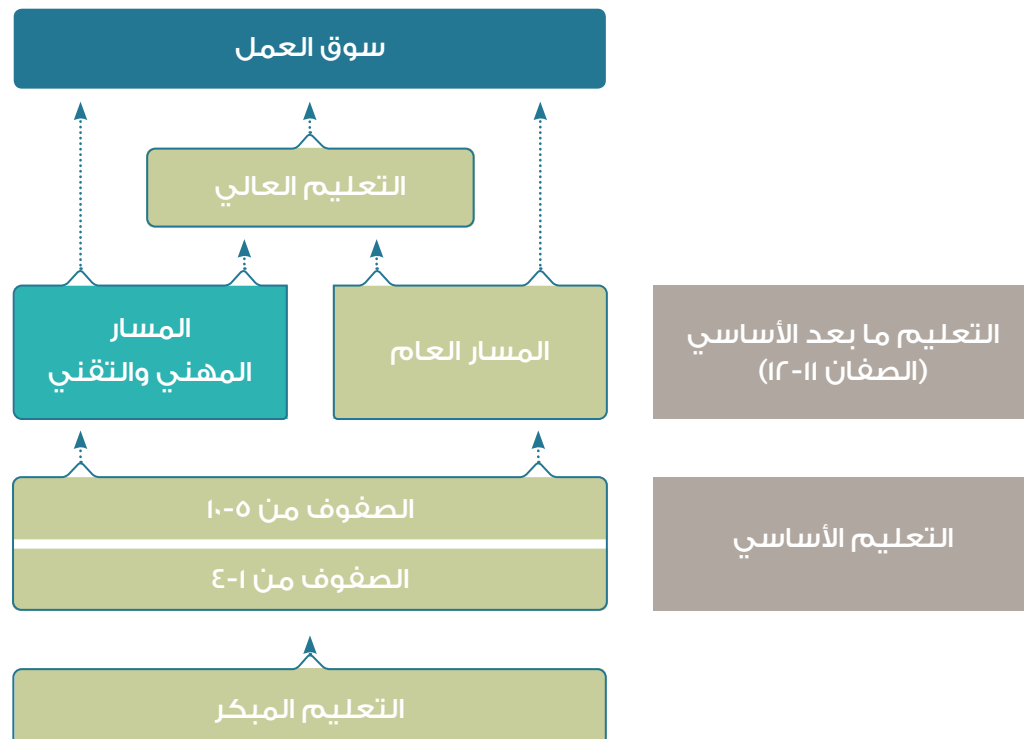 سوق العمل
التعليم العالي
التعليم ما بعد الأساسي
(الصفان ١١-١٢)
المسار العام
المسار
المهني والتقني
التعليم الأساسي
الصفوف من ٥-١٠
الصفوف من ١-٤
التعليم المبكر